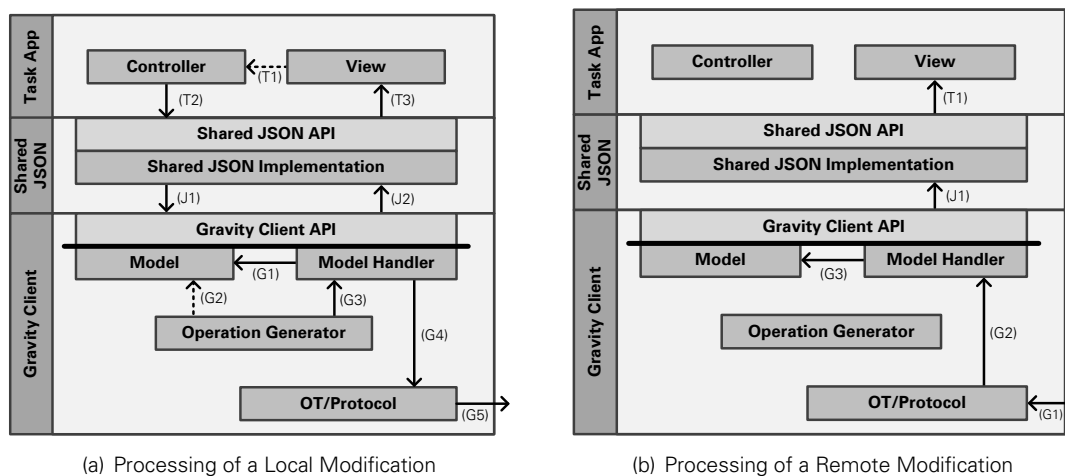 Task App
Controller
View
(T1)
(T2)
(T3)
Shared
JSON
Shared JSON API
Shared JSON Implementation
(J1)
(J2)
Gravity Client
Gravity Client API
Model
Model Handler
(G1)
(G2)
(G3)
Operation Generator
(G4)
OT/Protocol
(G5)
(a) Processing of a Local Modification
Task App
Controller
View
(T1)
Shared
JSON
Shared JSON API
Shared JSON Implementation
(J1)
Gravity Client
Gravity Client API
Model
Model Handler
(G3)
Operation Generator
(G2)
OT/Protocol
(G1)
(b) Processing of a Remote Modification